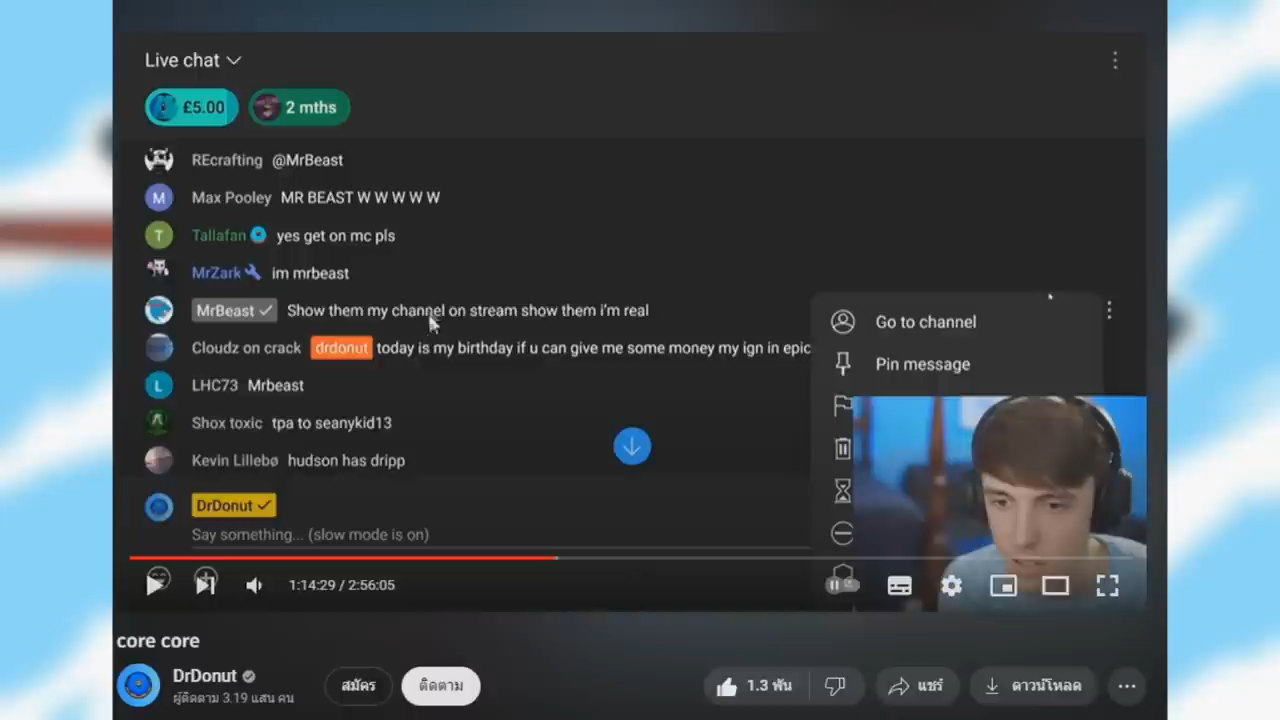 Live chat
£5.00 2 mths
REcrafting @MrBeast
M Max Pooley MR BEAST W W W W W
T Tallafan yes get on mc pls
MrZark im mrbeast
MrBeast Show them my channel on stream show them i'm real
Go to channel
Cloudz on crack drdonut today is my birthday if u can give me some money my ign in epic
Pin message
L LHC73 Mrbeast
Shox toxic tpa to seanykid13
Kevin Lillebø hudson has dripp
DrDonut
Say something... (slow mode is on)
1:14:29 / 2:56:05
core core
DrDonut
ผู้ติดตาม 3.19 แสน คน
สมัคร ติดตาม 1.3 พัน แชร์ ดาวน์โหลด